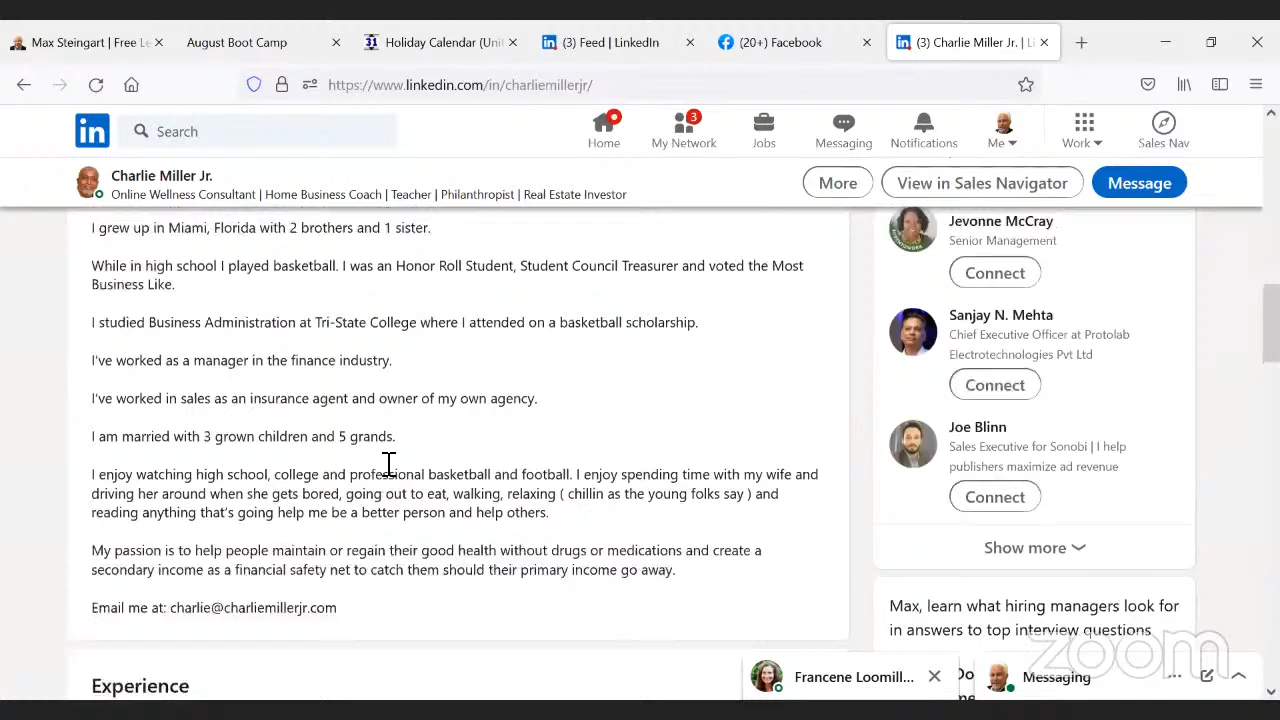 Max Steingart | Free Le
August Boot Camp
31
Holiday Calendar (Unit
(3) Feed | LinkedIn
(20+) Facebook
(3) Charlie Miller Jr. | Li
https://www.linkedin.com/in/charliemillerjr/
in
Search
Home
3
My Network
Jobs
Messaging
Notifications
Me
Work
Sales Nav
Charlie Miller Jr.
Online Wellness Consultant | Home Business Coach | Teacher | Philanthropist | Real Estate Investor
More
View in Sales Navigator
Message
I grew up in Miami, Florida with 2 brothers and 1 sister.
While in high school I played basketball. I was an Honor Roll Student, Student Council Treasurer and voted the Most
Business Like.
I studied Business Administration at Tri-State College where I attended on a basketball scholarship.
I've worked as a manager in the finance industry.
I've worked in sales as an insurance agent and owner of my own agency.
I am married with 3 grown children and 5 grands.
I enjoy watching high school, college and professional basketball and football. I enjoy spending time with my wife and
driving her around when she gets bored, going out to eat, walking, relaxing ( chillin as the young folks say ) and
reading anything that's going help me be a better person and help others.
My passion is to help people maintain or regain their good health without drugs or medications and create a
secondary income as a financial safety net to catch them should their primary income go away.
Email me at: charlie@charliemillerjr.com
Experience
Jevonne McCray
Senior Management
Connect
Sanjay N. Mehta
Chief Executive Officer at Protolab
Electrotechnologies Pvt Ltd
Connect
Joe Blinn
Sales Executive for Sonobi | I help
publishers maximize ad revenue
Connect
Show more
Max, learn what hiring managers look for
in answers to top interview questions
zoom
Francene Loomill...
Do
Messaging